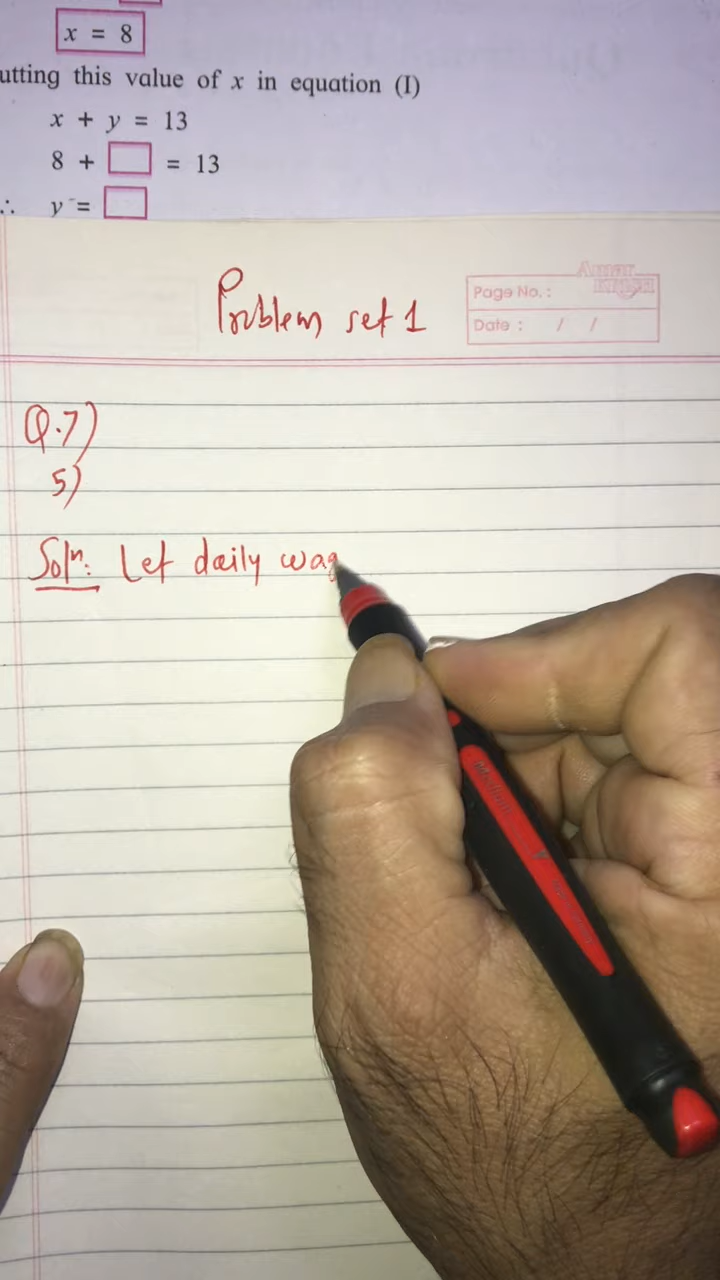 x = 8
utting this value of x in equation (I)
x + y = 13
8 + = 13
∴ y =
Problem set 1
Page No. :
Date : / /
Q.7)
5)
Solⁿ: Let daily wag